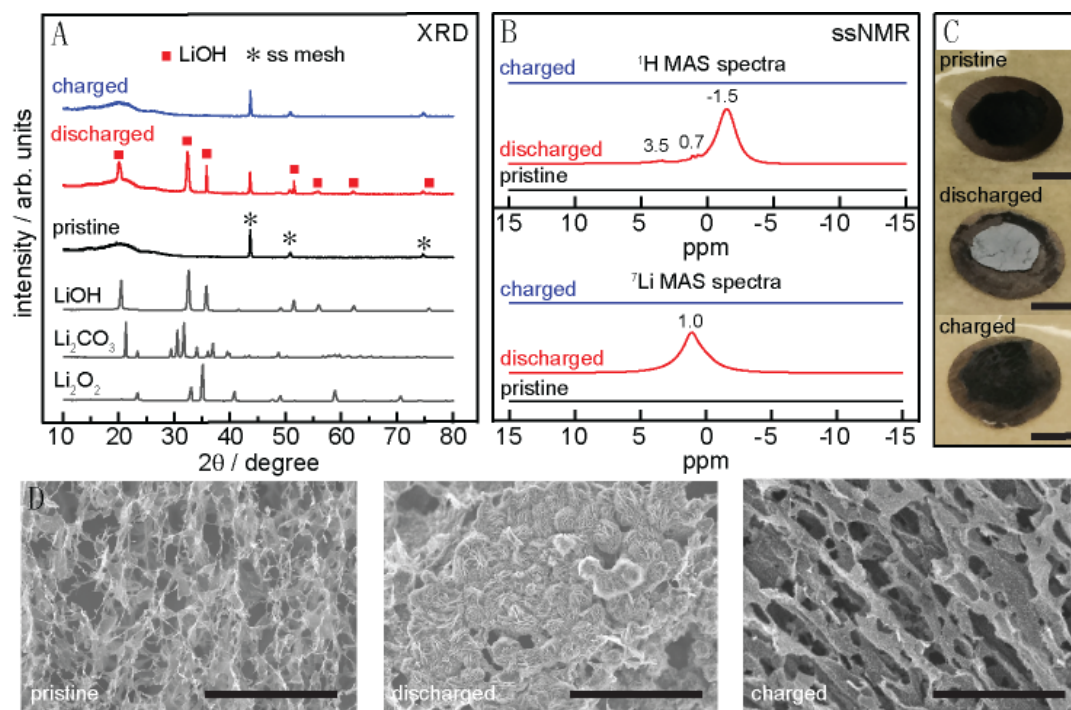 A
XRD
■ LiOH * ss mesh
charged
discharged
pristine
*
*
*
LiOH
Li₂CO₃
Li₂O₂
intensity / arb. units
10 20 30 40 50 60 70 80
2θ / degree
B
ssNMR
charged
¹H MAS spectra
-1.5
3.5
0.7
discharged
pristine
15 10 5 0 -5 -10 -15
ppm
charged
⁷Li MAS spectra
1.0
discharged
pristine
15 10 5 0 -5 -10 -15
ppm
C
pristine
discharged
charged
D
pristine
discharged
charged